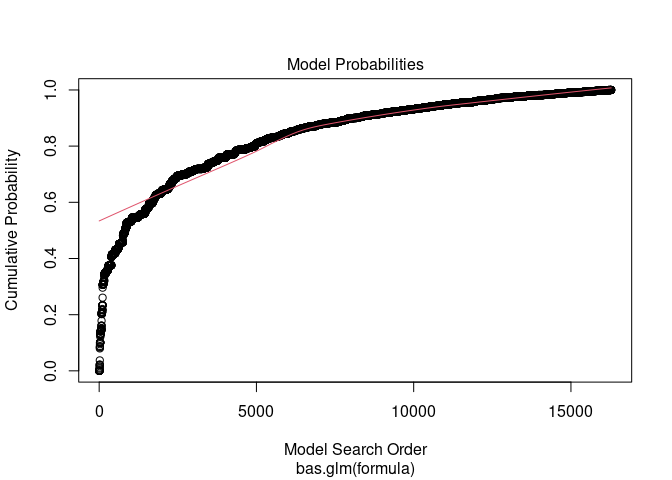 Model Probabilities
Cumulative Probability
1.0
0.8
0.6
0.4
0.2
0.0
0 5000 10000 15000
Model Search Order
bas.glm(formula)